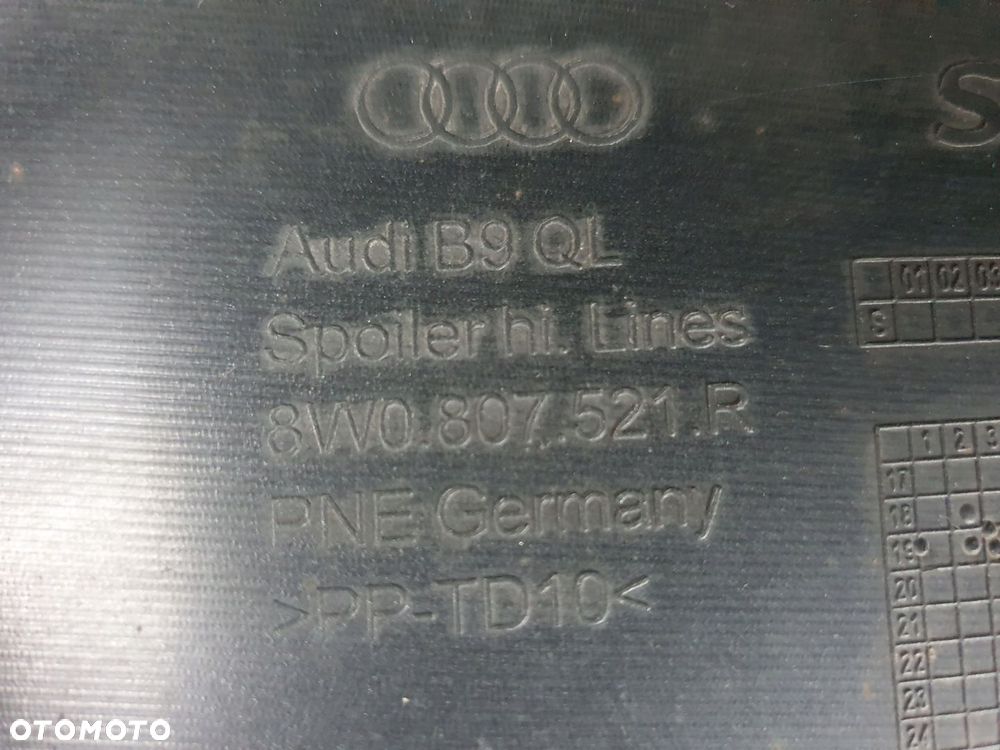 S
Audi B9 QL
Spoiler hi. Lines
8W0.807.521.R
PNE Germany
>PP-TD10<
01 02 03
S
1 2 3
17
18
19
20
21
22
23
24
OTOMOTO